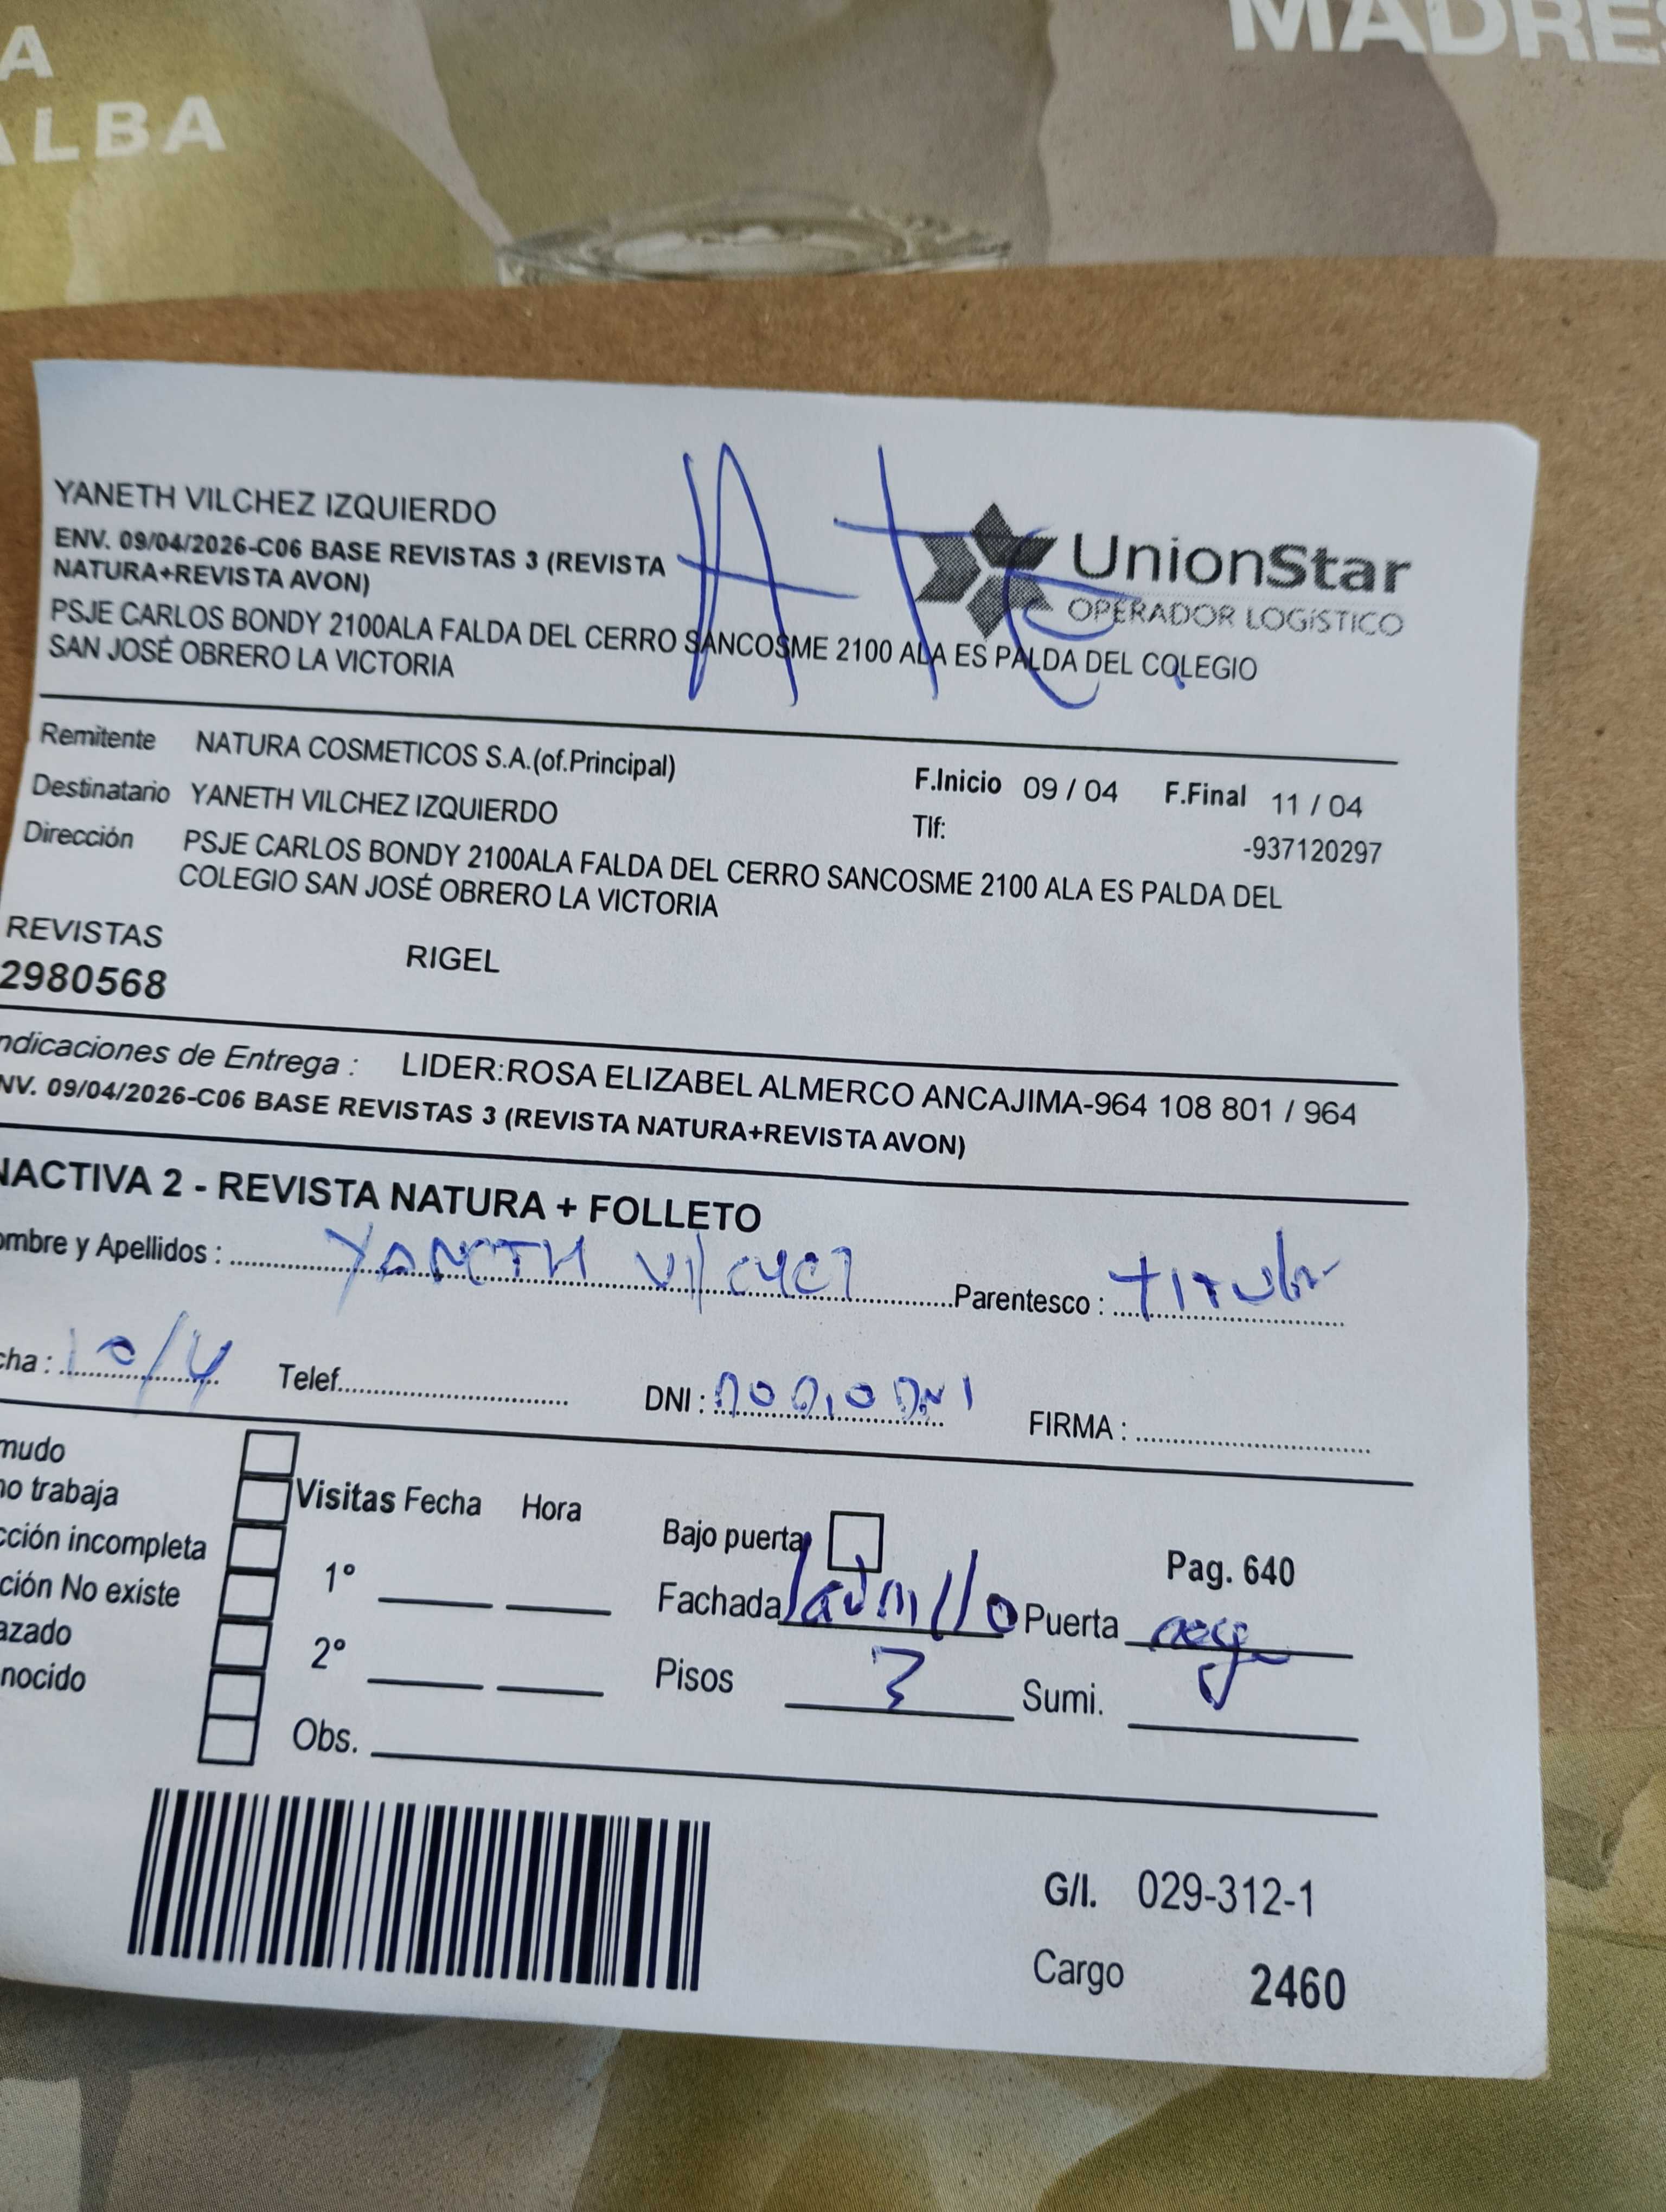 A
ALBA
MADRES
YANETH VILCHEZ IZQUIERDO
ENV. 09/04/2026-C06 BASE REVISTAS 3 (REVISTA
NATURA+REVISTA AVON)
PSJE CARLOS BONDY 2100ALA FALDA DEL CERRO SANCOSME 2100 ALA ES PALDA DEL COLEGIO
SAN JOSÉ OBRERO LA VICTORIA
Ate
UnionStar
OPERADOR LOGÍSTICO
Remitente NATURA COSMETICOS S.A.(of.Principal)
F.Inicio 09 / 04 F.Final 11 / 04
Destinatario YANETH VILCHEZ IZQUIERDO
Tlf: -937120297
Dirección PSJE CARLOS BONDY 2100ALA FALDA DEL CERRO SANCOSME 2100 ALA ES PALDA DEL
COLEGIO SAN JOSÉ OBRERO LA VICTORIA
REVISTAS RIGEL
2980568
ndicaciones de Entrega : LIDER:ROSA ELIZABEL ALMERCO ANCAJIMA-964 108 801 / 964
NV. 09/04/2026-C06 BASE REVISTAS 3 (REVISTA NATURA+REVISTA AVON)
NACTIVA 2 - REVISTA NATURA + FOLLETO
ombre y Apellidos : YANETH VILCHEZ Parentesco : TITULAR
cha : 10/4 Telef. DNI : FIRMA :
mudo
no trabaja
cción incompleta
ción No existe
azado
nocido
Visitas Fecha Hora
1°
2°
Obs.
Bajo puerta
Pag. 640
Fachada ladrillo Puerta
Pisos 3 Sumi.
G/I. 029-312-1
Cargo 2460